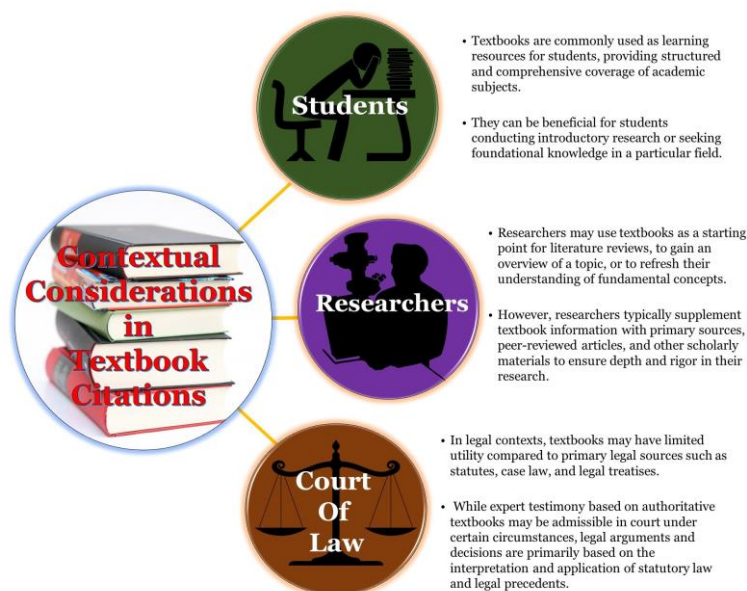 Contextual
Considerations
in
Textbook
Citations
Students
• Textbooks are commonly used as learning
resources for students, providing structured
and comprehensive coverage of academic
subjects.
• They can be beneficial for students
conducting introductory research or seeking
foundational knowledge in a particular field.
Researchers
• Researchers may use textbooks as a starting
point for literature reviews, to gain an
overview of a topic, or to refresh their
understanding of fundamental concepts.
• However, researchers typically supplement
textbook information with primary sources,
peer-reviewed articles, and other scholarly
materials to ensure depth and rigor in their
research.
Court
Of
Law
• In legal contexts, textbooks may have limited
utility compared to primary legal sources such as
statutes, case law, and legal treatises.
• While expert testimony based on authoritative
textbooks may be admissible in court under
certain circumstances, legal arguments and
decisions are primarily based on the
interpretation and application of statutory law
and legal precedents.